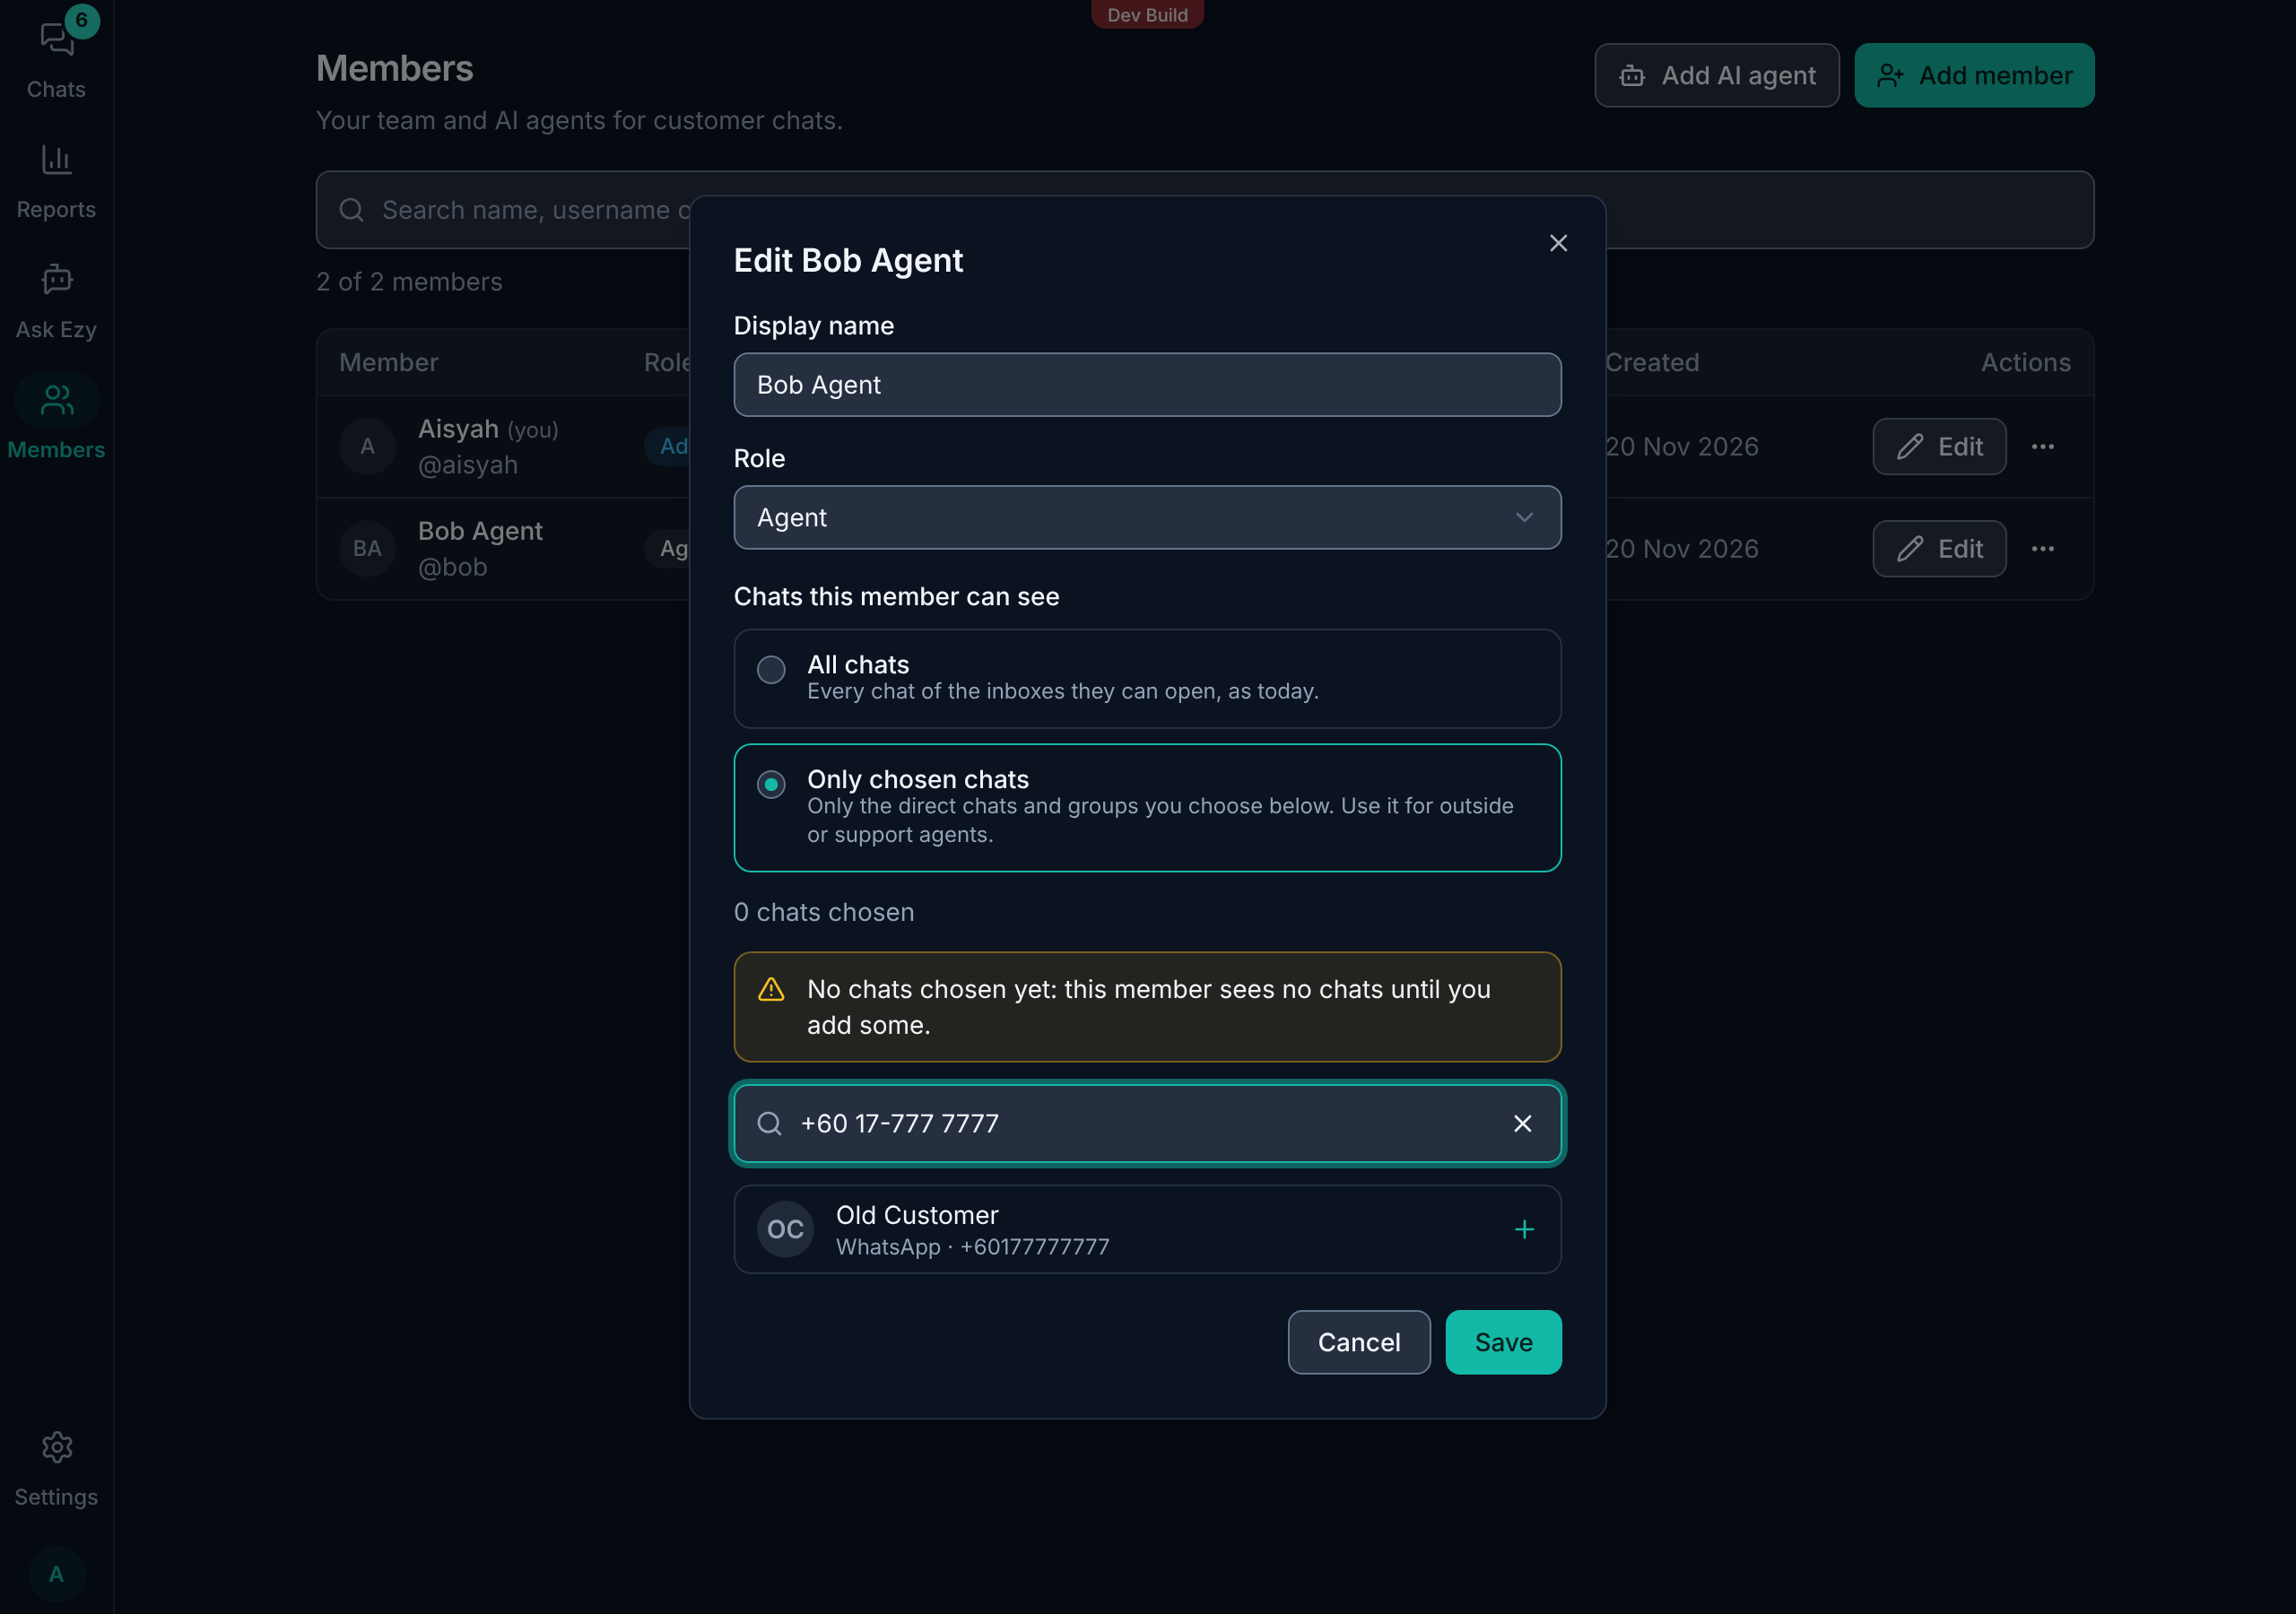 6
Dev Build
Chats
Reports
Ask Ezy
Members
Settings
A
Members
Your team and AI agents for customer chats.
Add AI agent
Add member
Search name, username
2 of 2 members
Member
Role
Created
Actions
A
Aisyah (you)
@aisyah
Ad
20 Nov 2026
Edit
BA
Bob Agent
@bob
Ag
20 Nov 2026
Edit
Edit Bob Agent
Display name
Bob Agent
Role
Agent
Chats this member can see
All chats
Every chat of the inboxes they can open, as today.
Only chosen chats
Only the direct chats and groups you choose below. Use it for outside
or support agents.
0 chats chosen
No chats chosen yet: this member sees no chats until you
add some.
+60 17-777 7777
OC
Old Customer
WhatsApp · +60177777777
Cancel
Save